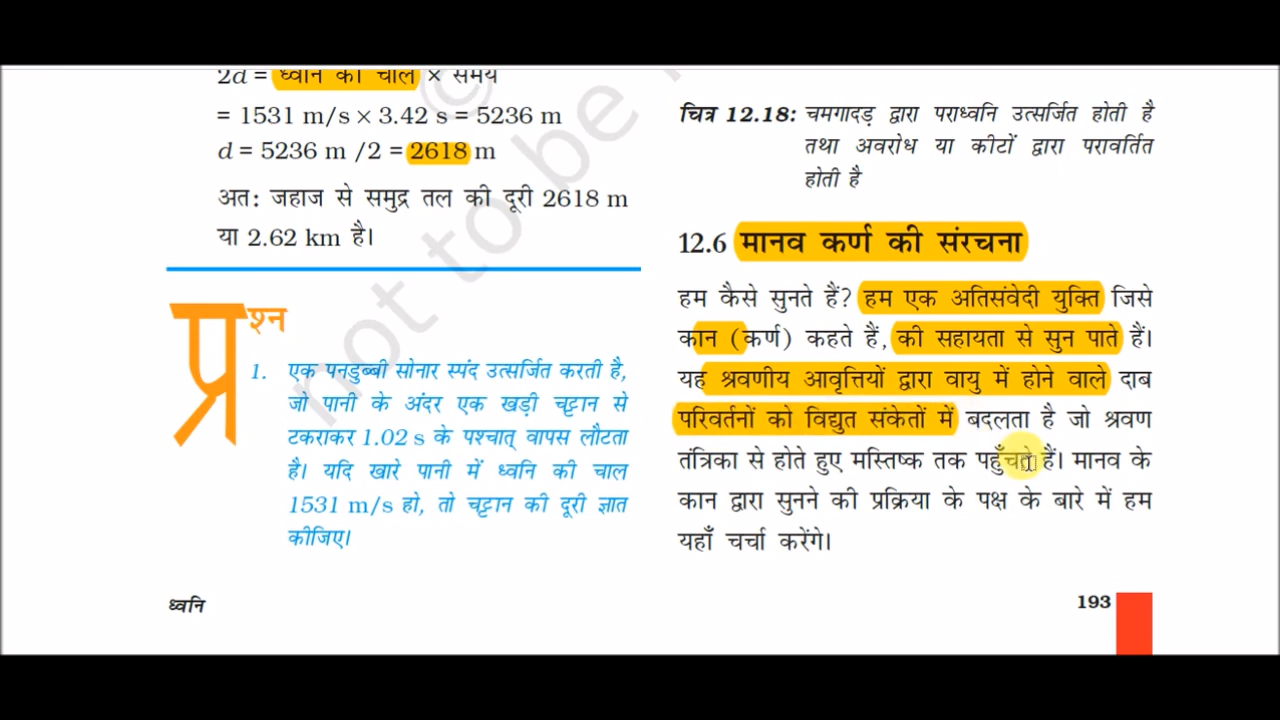 2d = ध्वनि की चाल × समय
= 1531 m/s × 3.42 s = 5236 m
d = 5236 m /2 = 2618 m
अत: जहाज से समुद्र तल की दूरी 2618 m
या 2.62 km है।
प्रश्न
1. एक पनडुब्बी सोनार स्पंद उत्सर्जित करती है,
जो पानी के अंदर एक खड़ी चट्टान से
टकराकर 1.02 s के पश्चात् वापस लौटता
है। यदि खारे पानी में ध्वनि की चाल
1531 m/s हो, तो चट्टान की दूरी ज्ञात
कीजिए।
ध्वनि
चित्र 12.18: चमगादड़ द्वारा पराध्वनि उत्सर्जित होती है
तथा अवरोध या कीटों द्वारा परावर्तित
होती है
12.6 मानव कर्ण की संरचना
हम कैसे सुनते हैं? हम एक अतिसंवेदी युक्ति जिसे
कान (कर्ण) कहते हैं, की सहायता से सुन पाते हैं।
यह श्रवणीय आवृत्तियों द्वारा वायु में होने वाले दाब
परिवर्तनों को विद्युत संकेतों में बदलता है जो श्रवण
तंत्रिका से होते हुए मस्तिष्क तक पहुँचते हैं। मानव के
कान द्वारा सुनने की प्रक्रिया के पक्ष के बारे में हम
यहाँ चर्चा करेंगे।
193
© not to be